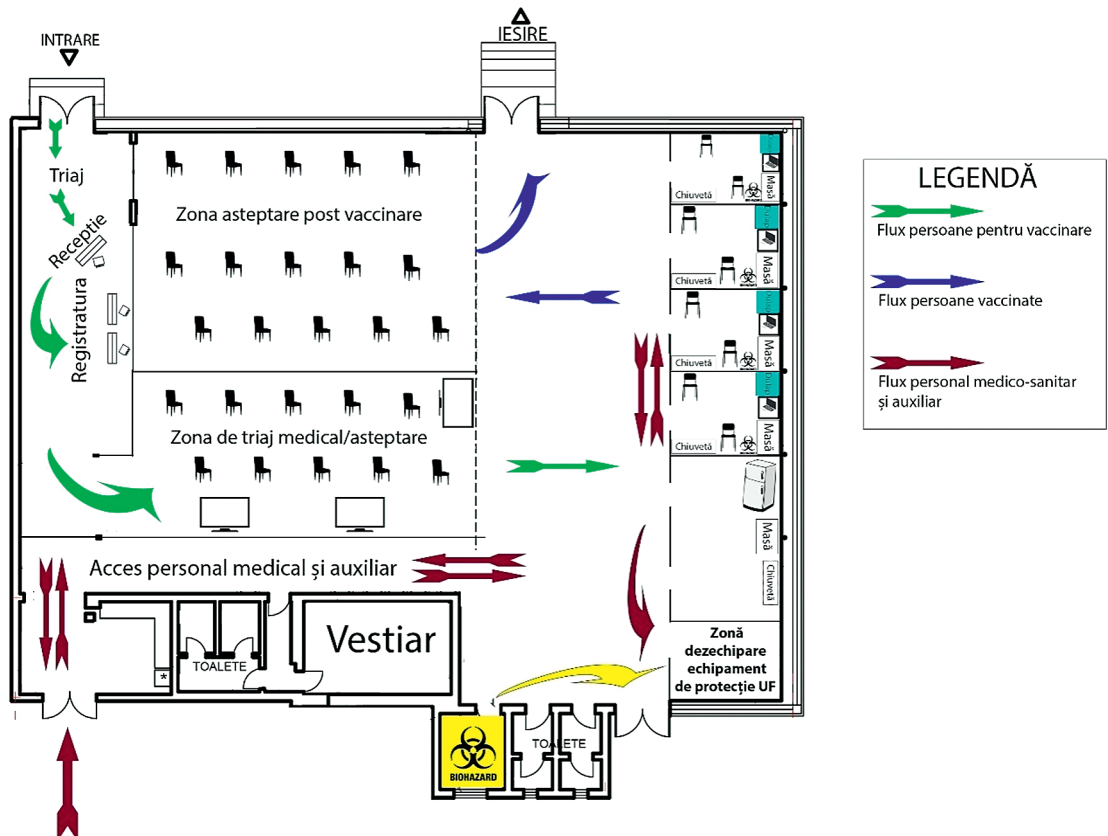 INTRARE
IESIRE
Triaj
Receptie
Registratura
Zona asteptare post vaccinare
Zona de triaj medical/asteptare
Acces personal medical și auxiliar
Vestiar
TOALETE
*
BIOHAZARD
TOALETE
Chiuvetă
Masă
Chiuvetă
Masă
Chiuvetă
Masă
Chiuvetă
Masă
Masă
Chiuvetă
Zonă
dezechipare
echipament
de protecție UF
LEGENDĂ
Flux persoane pentru vaccinare
Flux persoane vaccinate
Flux personal medico-sanitar
și auxiliar